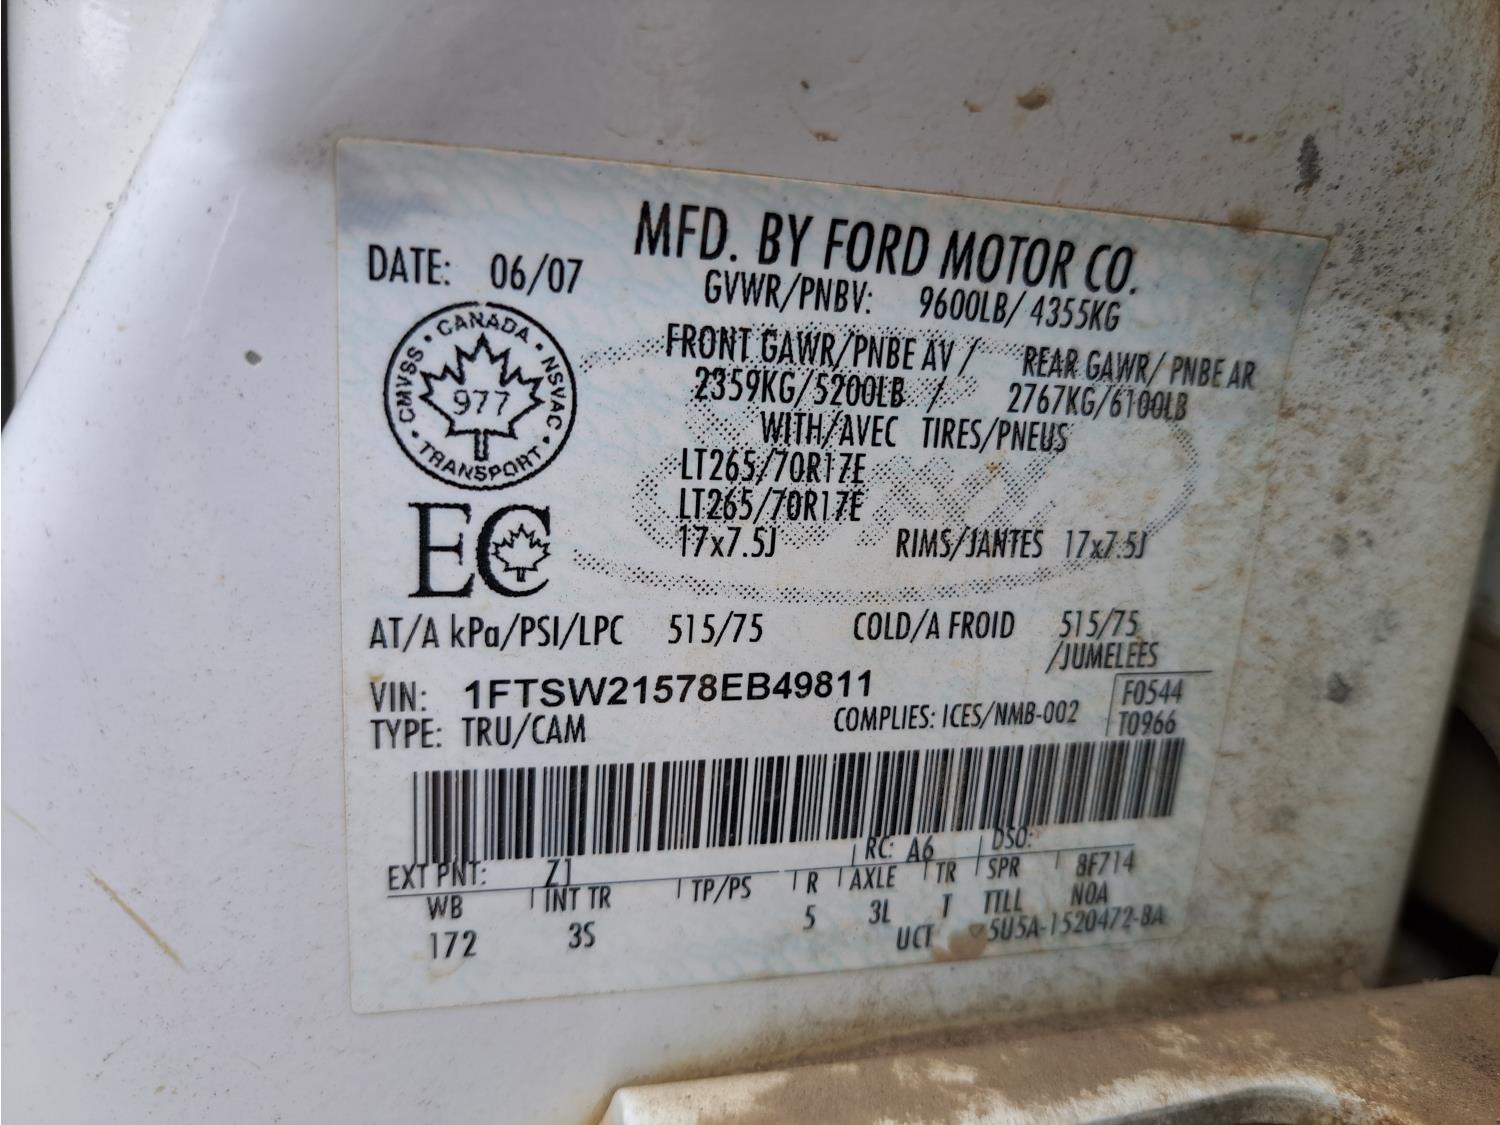 MFD. BY FORD MOTOR CO.
DATE: 06/07
GVWR/PNBV: 9600LB/ 4355KG
FRONT GAWR/PNBE AV / REAR GAWR/ PNBE AR
2359KG/5200LB / 2767KG/6100LB
WITH/AVEC TIRES/PNEUS
LT265/70R17E
LT265/70R17E
17x7.5J RIMS/JANTES 17x7.5J
CANADA · NSVAC · TRANSPORT · CMVSS ·
977
EC
AT/A kPa/PSI/LPC 515/75 COLD/A FROID 515/75
/JUMELEES
VIN: 1FTSW21578EB49811
F0544
TYPE: TRU/CAM COMPLIES: ICES/NMB-002 T0966
EXT PNT: Z1 RC: A6 DSO:
WB INT TR TP/PS R AXLE TR SPR 8F714
172 3S 5 3L T TTLL N0A
UCT 5U5A-1520472-BA